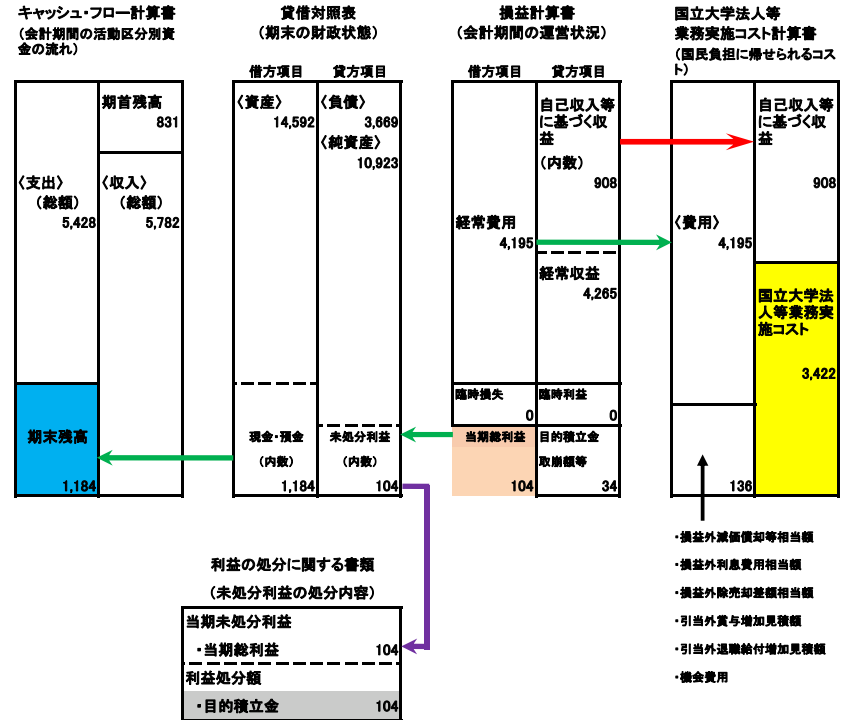 キャッシュ・フロー計算書
（会計期間の活動区分別資
金の流れ）
期首残高
831
〈支出〉
（総額）
5,428
〈収入〉
（総額）
5,782
期末残高
1,184
貸借対照表
（期末の財政状態）
借方項目
貸方項目
〈資産〉
14,592
〈負債〉
3,669
〈純資産〉
10,923
現金・預金
（内数）
1,184
未処分利益
（内数）
104
損益計算書
（会計期間の運営状況）
借方項目
貸方項目
自己収入等
に基づく収
益
（内数）
908
経常費用
4,195
経常収益
4,265
臨時損失
0
臨時利益
0
当期総利益
104
目的積立金
取崩額等
34
国立大学法人等
業務実施コスト計算書
（国民負担に帰せられるコス
ト）
自己収入等
に基づく収
益
908
〈費用〉
4,195
国立大学法
人等業務実
施コスト
3,422
136
・損益外減価償却等相当額
・損益外利息費用相当額
・損益外除売却差額相当額
・引当外賞与増加見積額
・引当外退職給付増加見積額
・機会費用
利益の処分に関する書類
（未処分利益の処分内容）
当期未処分利益
・当期総利益
104
利益処分額
・目的積立金
104